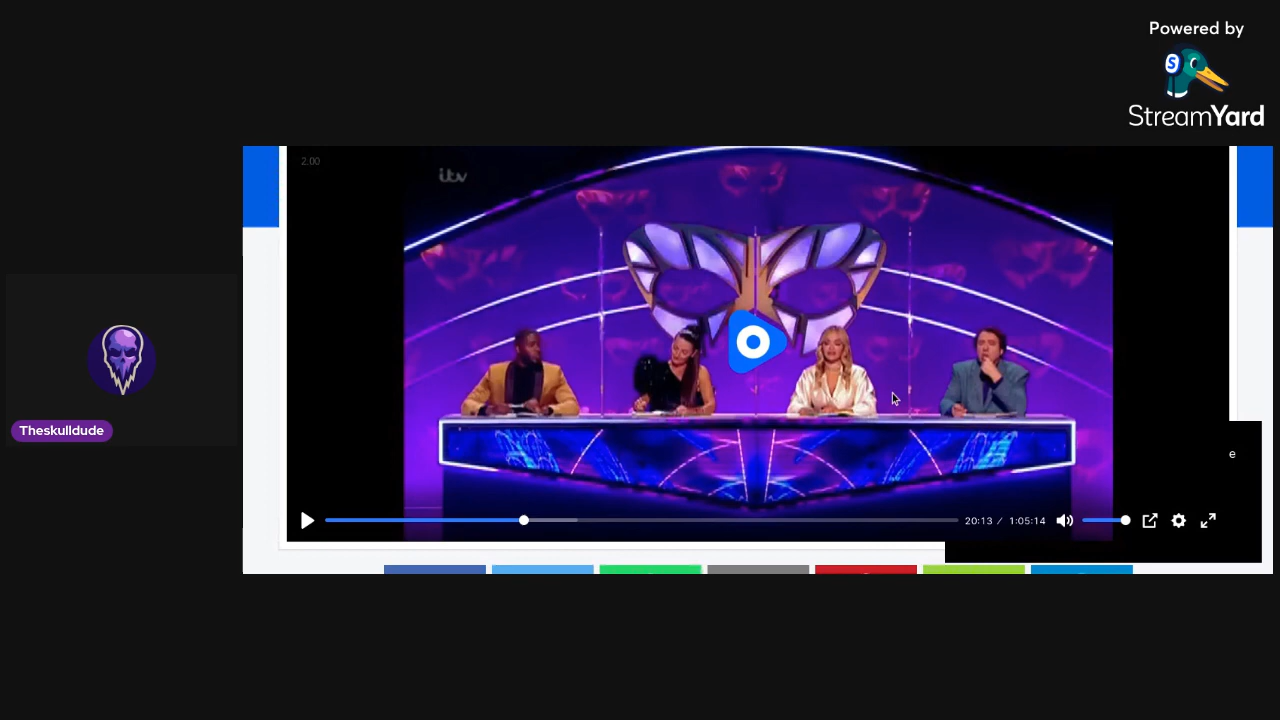 Powered by
S
StreamYard
2.00
itv
Theskulldude
e
20:13 / 1:05:14